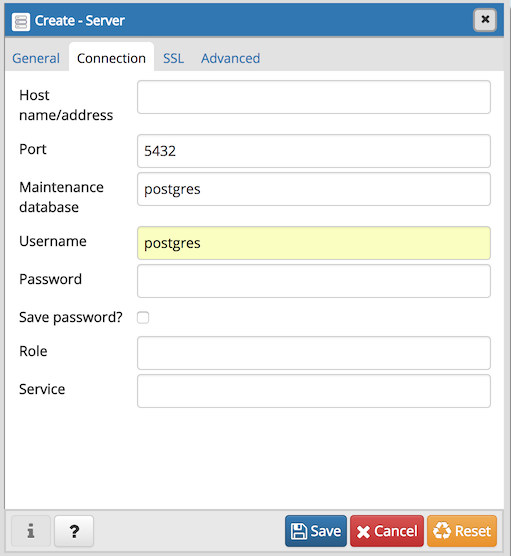 Create - Server
General Connection SSL Advanced
Host
name/address
Port 5432
Maintenance postgres
database
Username postgres
Password
Save password?
Role
Service
i ? Save Cancel Reset